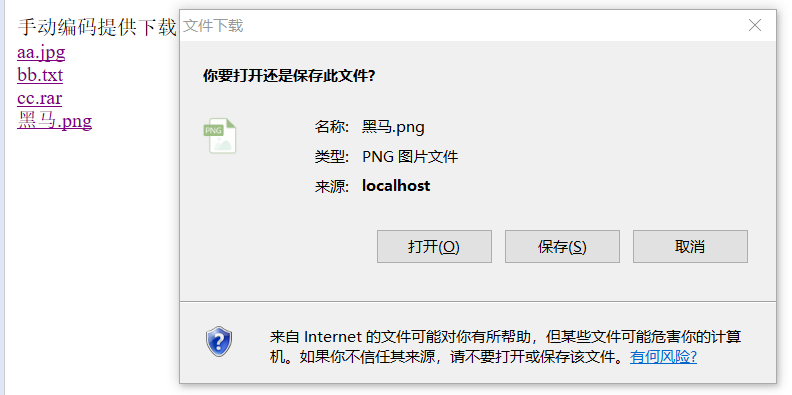 手动编码提供下载
aa.jpg
bb.txt
cc.rar
黑马.png
文件下载
你要打开还是保存此文件?
PNG
名称: 黑马.png
类型: PNG 图片文件
来源: localhost
打开(O) 保存(S) 取消
来自 Internet 的文件可能对你有所帮助，但某些文件可能危害你的计算
机。如果你不信任其来源，请不要打开或保存该文件。有何风险?